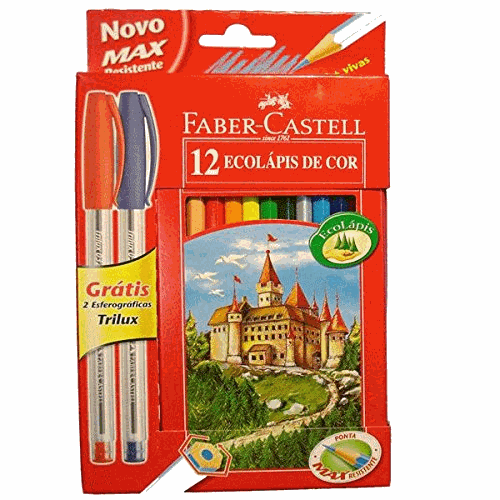 Novo
MAX
Resistente
vivas
FABER-CASTELL
since 1761
12 ECOLÁPIS DE COR
EcoLápis
Grátis
2 Esferográficas
Trilux
PONTA
MAX
RESISTENTE